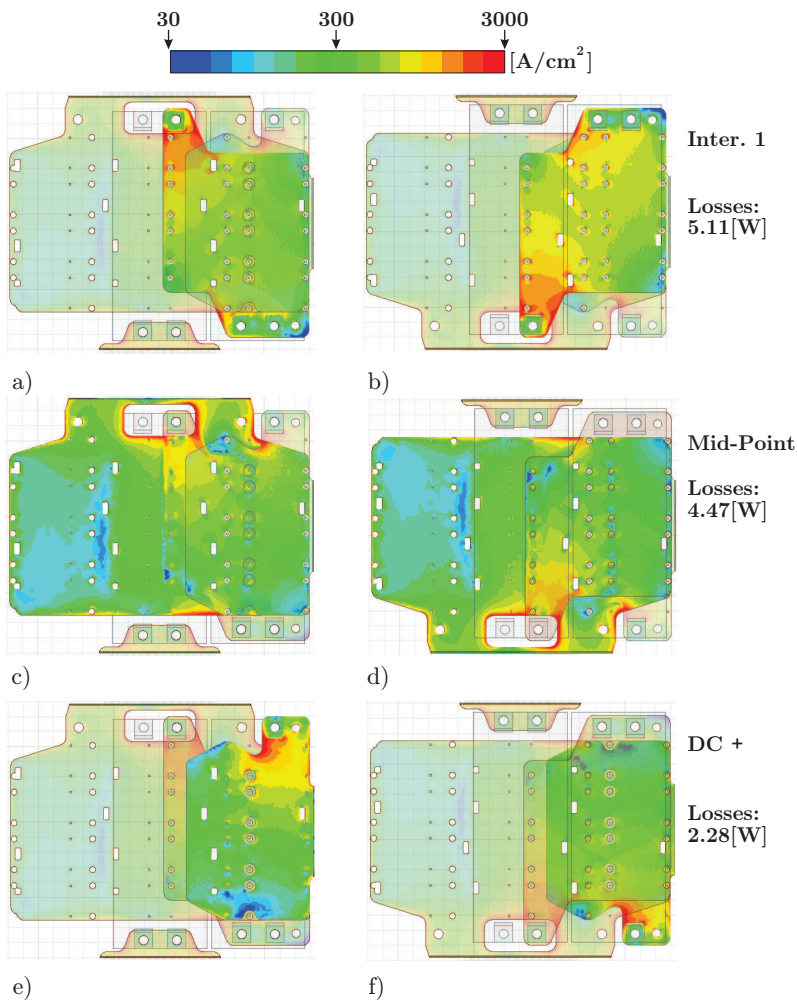 30 300 3000
[A/cm²]
Inter. 1
Losses:
5.11[W]
a) b)
Mid-Point
Losses:
4.47[W]
c) d)
DC +
Losses:
2.28[W]
e) f)